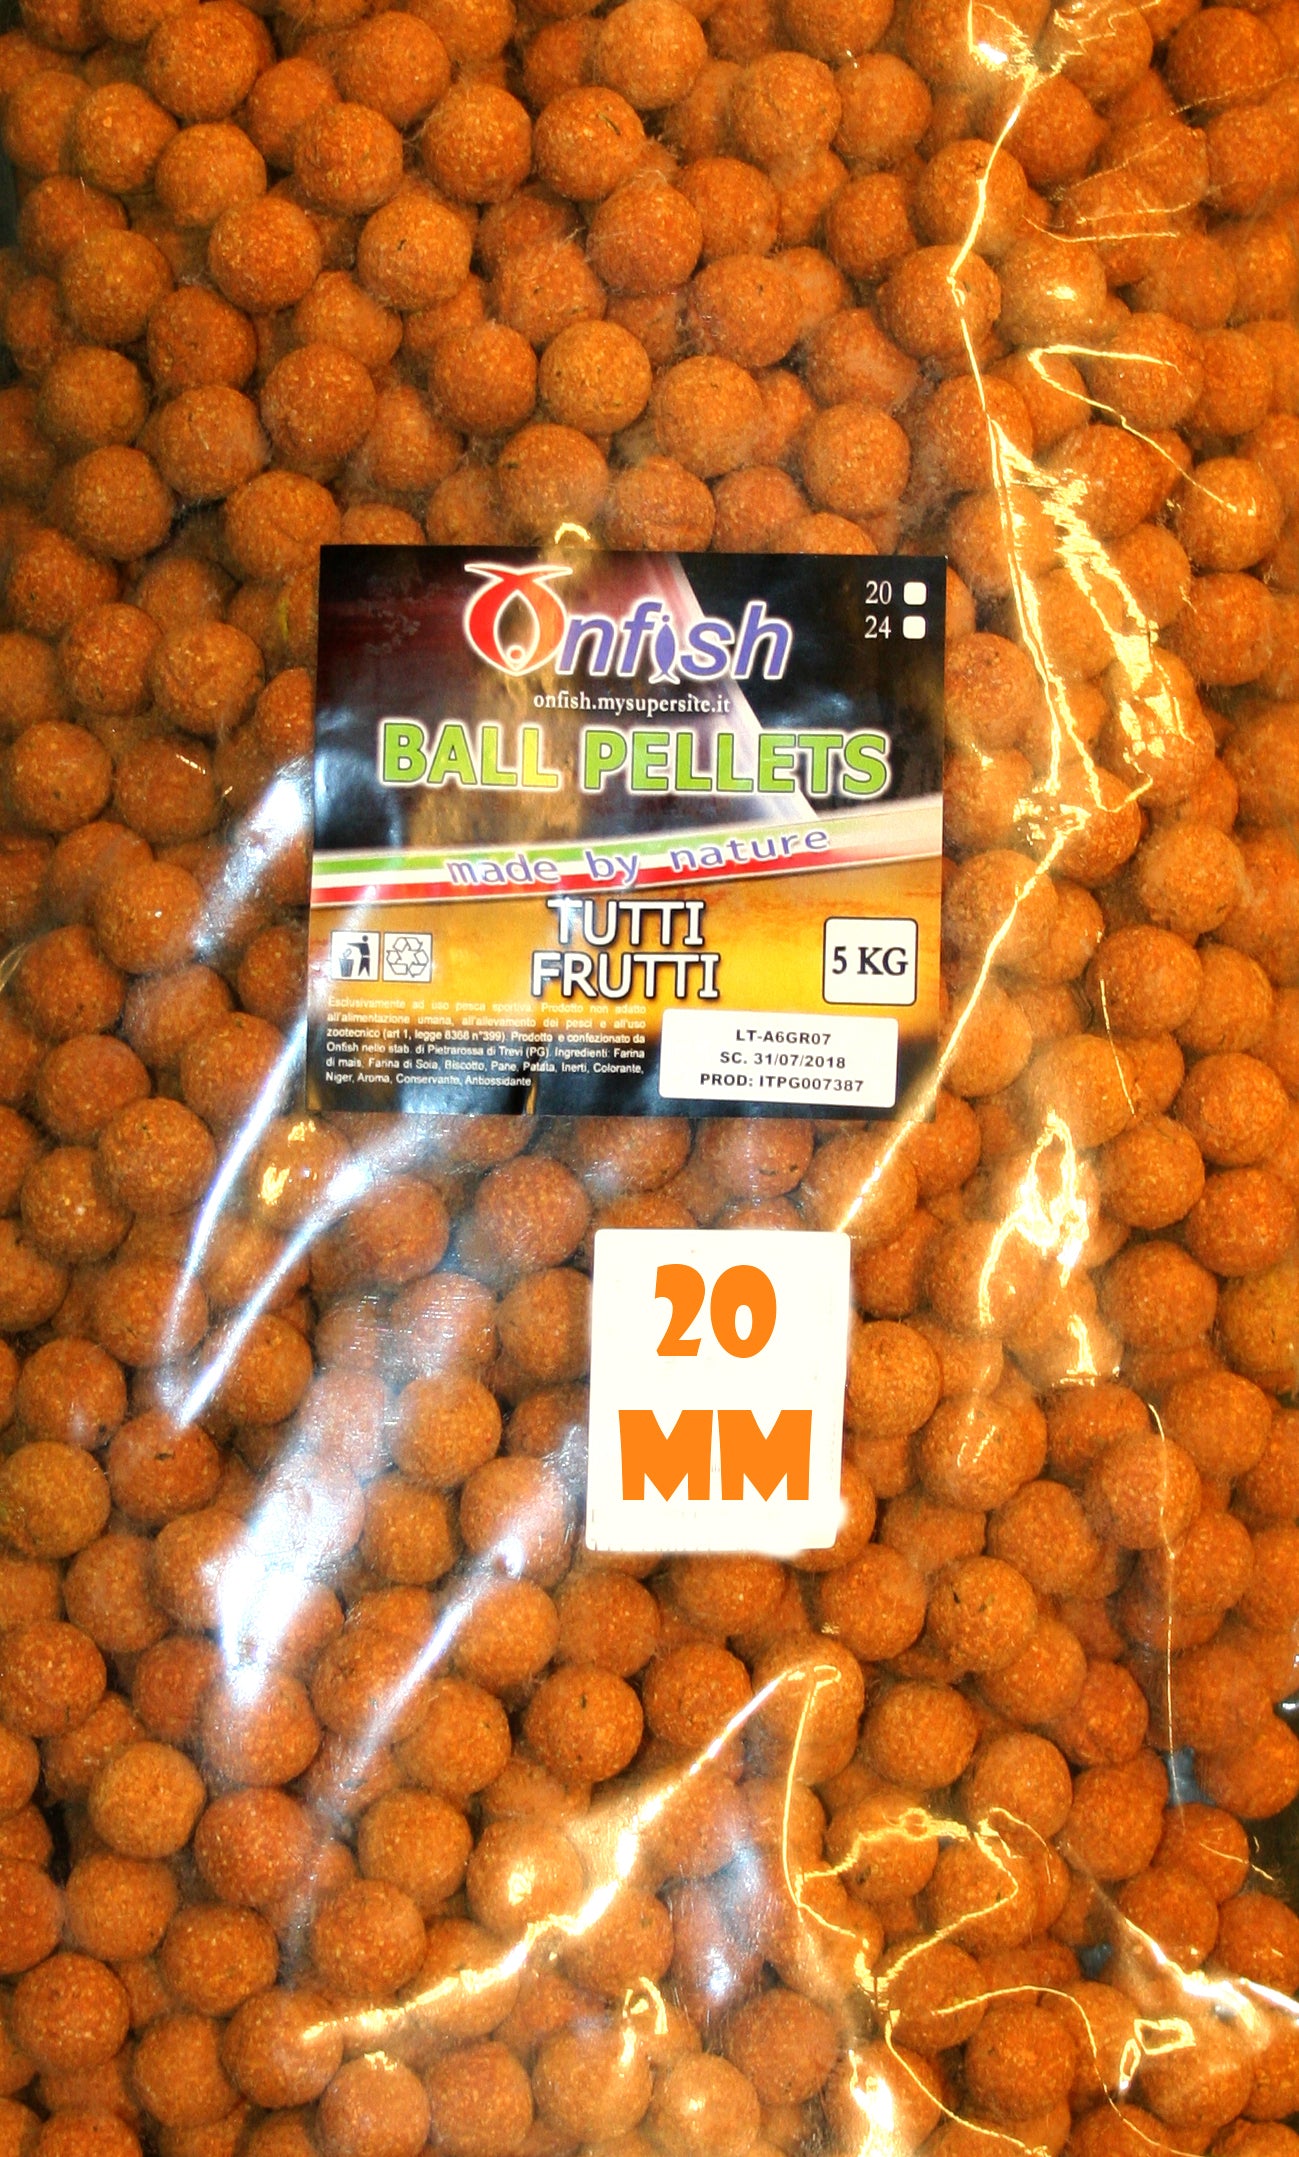 Onfish
20
24
onfish.mysupersite.it
BALL PELLETS
made by nature
TUTTI
FRUTTI
5 KG
Esclusivamente ad uso pesca sportiva. Prodotto non adatto
all'alimentazione umana, all'allevamento dei pesci e all'uso
zootecnico (art 1, legge 8368 n°399). Prodotto e confezionato da
Onfish nello stab. di Pietrarossa di Trevi (PG). Ingredienti: Farina
di mais, Farina di Soia, Biscotto, Pane, Patata, Inerti, Colorante,
Niger, Aroma, Conservante, Antiossidante
LT-A6GR07
SC. 31/07/2018
PROD: ITPG007387
20
MM